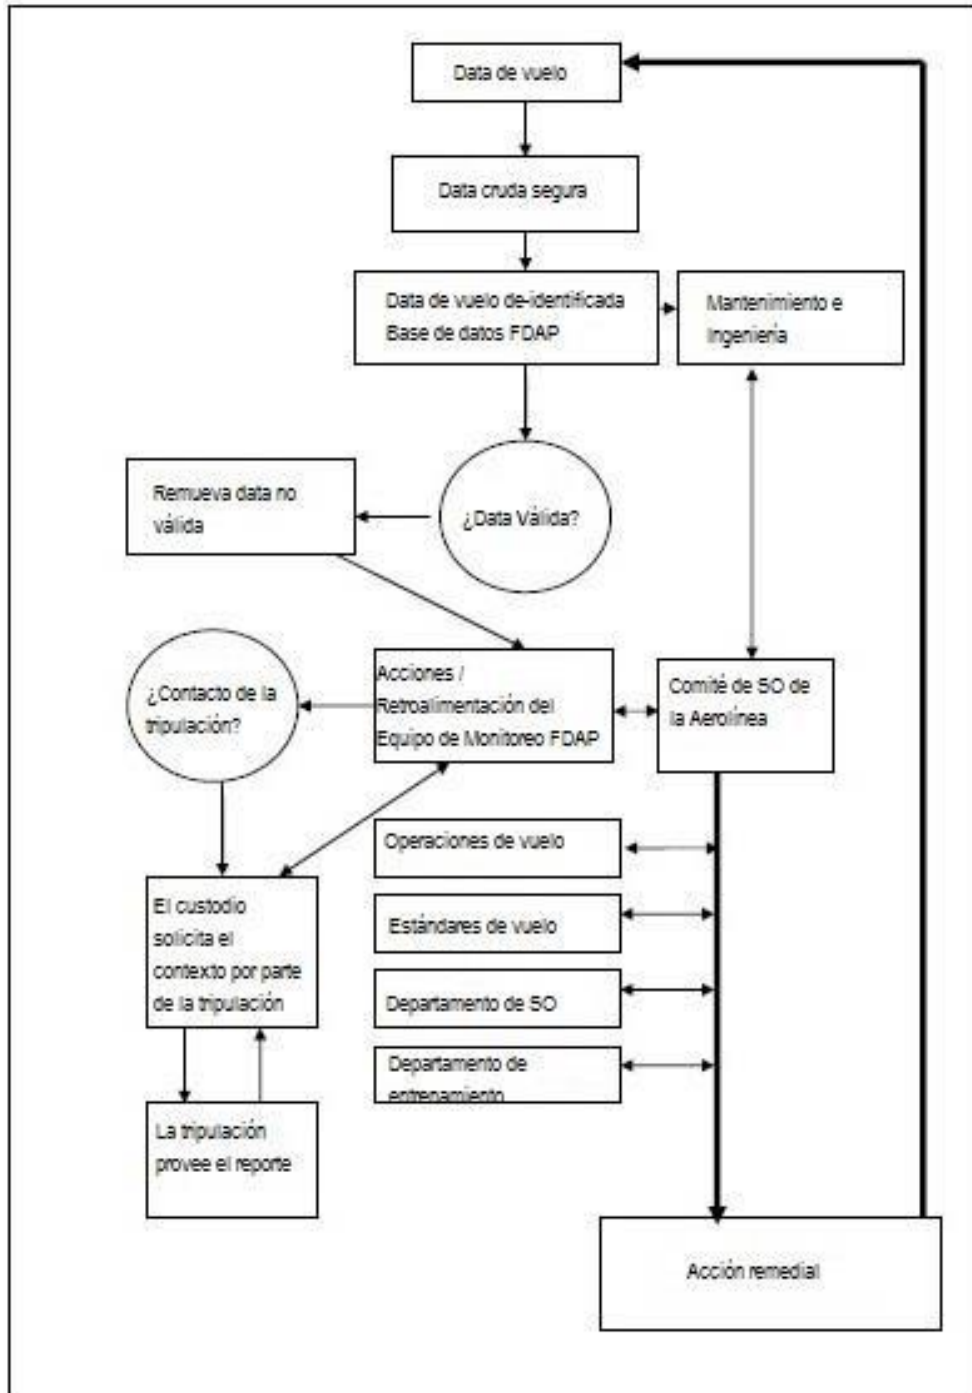 Data de vuelo
Data cruda segura
Data de vuelo de-identificada
Base de datos FDAP
Mantenimiento e
Ingeniería
Remueva data no
válida
¿Data Válida?
¿Contacto de la
tripulación?
Acciones /
Retroalimentación del
Equipo de Monitoreo FDAP
Comité de SO de
la Aerolínea
Operaciones de vuelo
Estándares de vuelo
Departamento de SO
Departamento de
entrenamiento
El custodio
solicita el
contexto por parte
de la tripulación
La tripulación
provee el reporte
Acción remedial